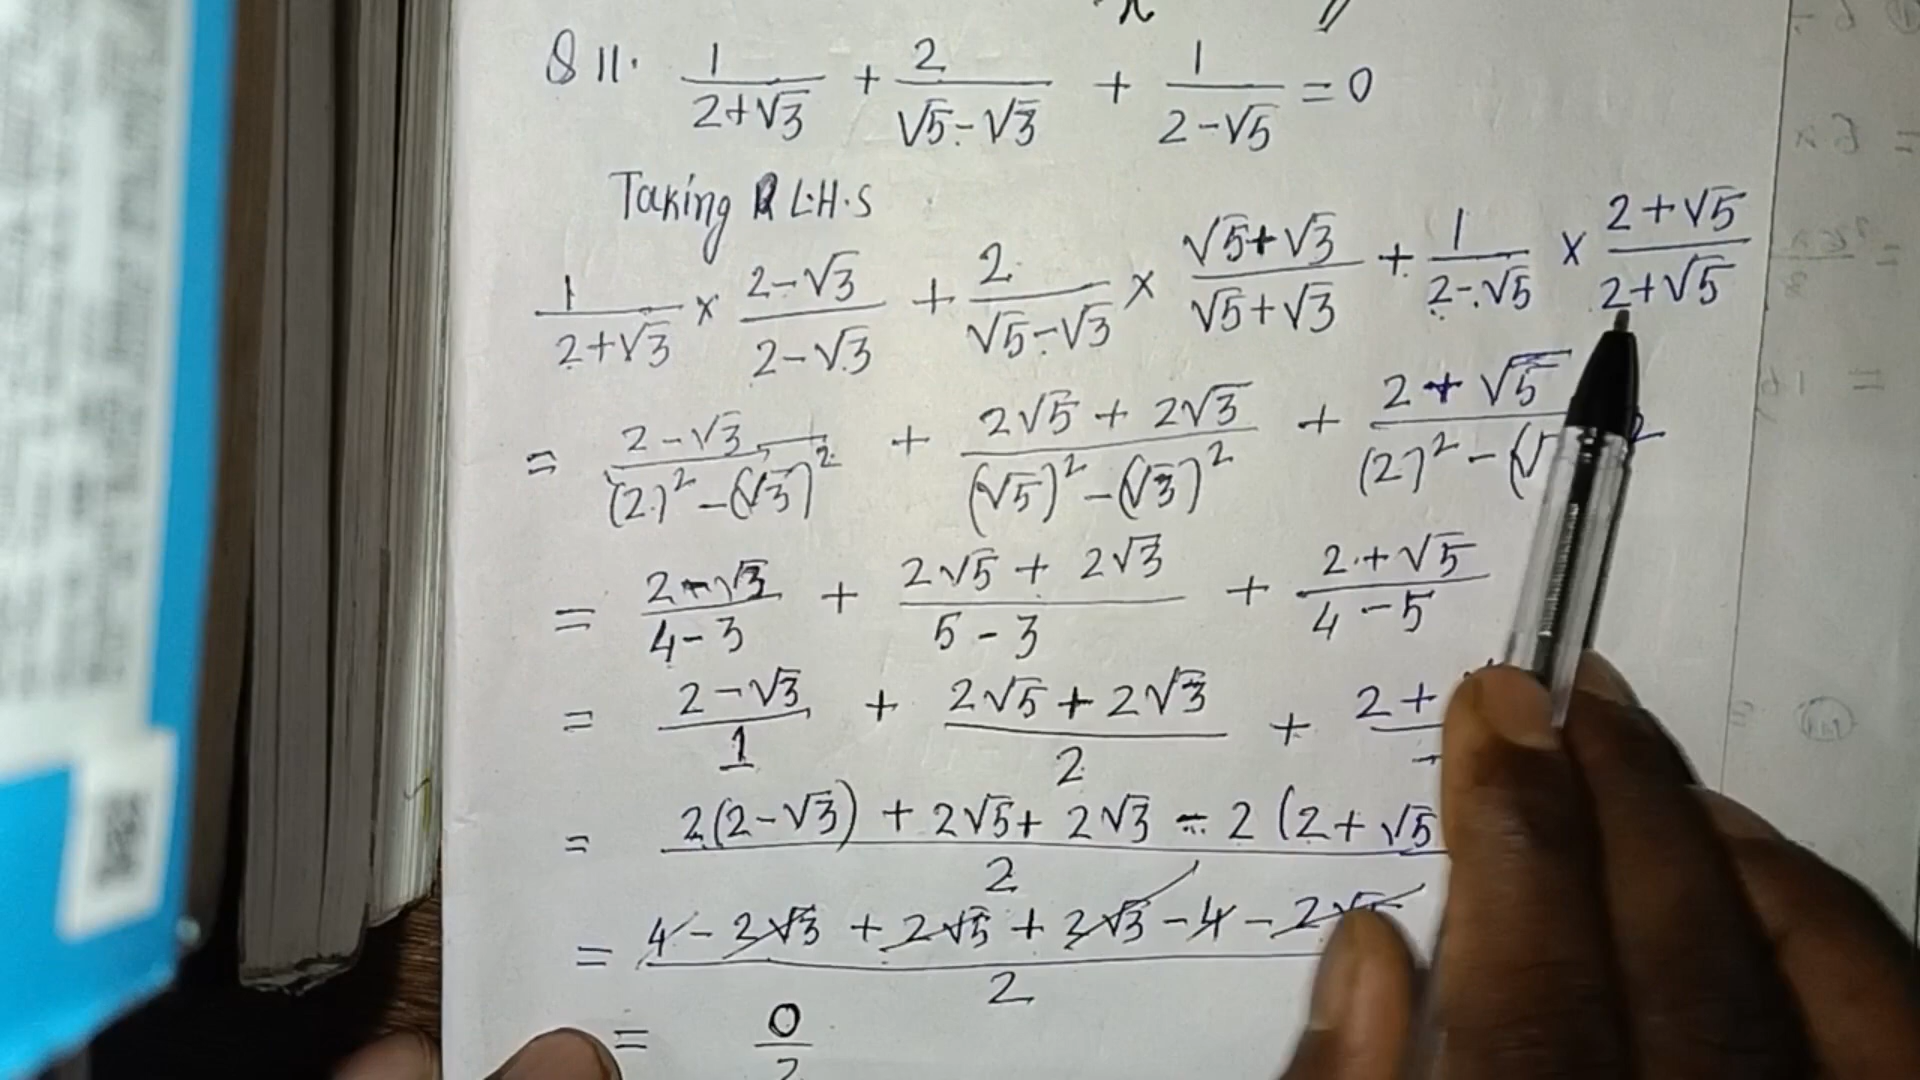 Q 11. 1/(2+√3) + 2/(√5-√3) + 1/(2-√5) = 0
Taking L.H.S
1/(2+√3) × (2-√3)/(2-√3) + 2/(√5-√3) × (√5+√3)/(√5+√3) + 1/(2-√5) × (2+√5)/(2+√5)
= (2-√3)/((2)²-(√3)²) + (2√5+2√3)/((√5)²-(√3)²) + (2+√5)/((2)²-(√
= (2-√3)/(4-3) + (2√5+2√3)/(5-3) + (2+√5)/(4-5)
= (2-√3)/1 + (2√5+2√3)/2 + 2+
= (2(2-√3) + 2√5+2√3 - 2(2+√5)/2
= (4-2√3+2√5+2√3-4-2√5)/2
= 0/2